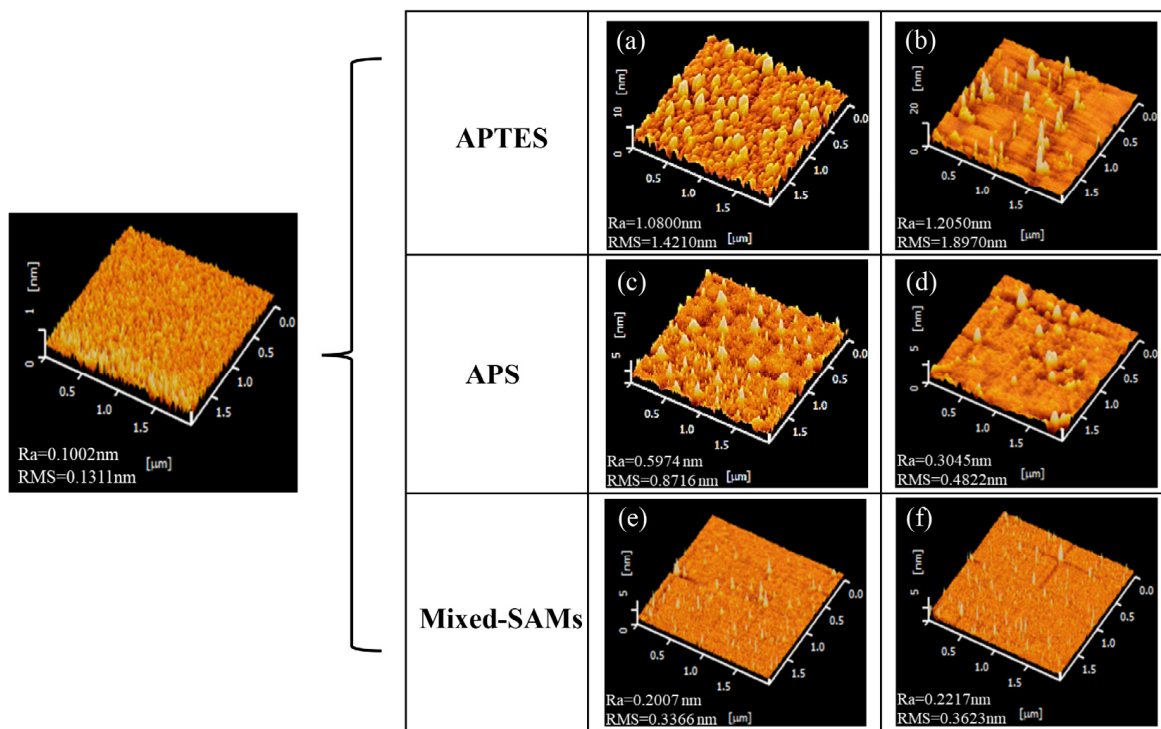 [nm]
1
0
0.5
1.0
1.5
0.0
0.5
1.0
1.5
[μm]
Ra=0.1002nm
RMS=0.1311nm
APTES
(a)
[nm]
10
0
0.5
1.0
1.5
0.0
0.5
1.0
1.5
Ra=1.0800nm
RMS=1.4210nm [μm]
(b)
[nm]
20
0
0.5
1.0
1.5
0.0
0.5
1.0
1.5
Ra=1.2050nm
RMS=1.8970nm [μm]
APS
(c)
[nm]
5
0.5
1.0
1.5
0.0
0.5
1.0
1.5
Ra=0.5974nm
RMS=0.8716nm [μm]
(d)
[nm]
5
0
0.5
1.0
1.5
0.0
0.5
1.0
1.5
Ra=0.3045nm
RMS=0.4822nm [μm]
Mixed-SAMs
(e)
[nm]
5
0
0.5
1.0
1.5
0.0
0.5
1.0
1.5
Ra=0.2007nm
RMS=0.3366nm [μm]
(f)
[nm]
5
0
0.5
1.0
1.5
0.0
0.5
1.0
1.5
Ra=0.2217nm
RMS=0.3623nm [μm]